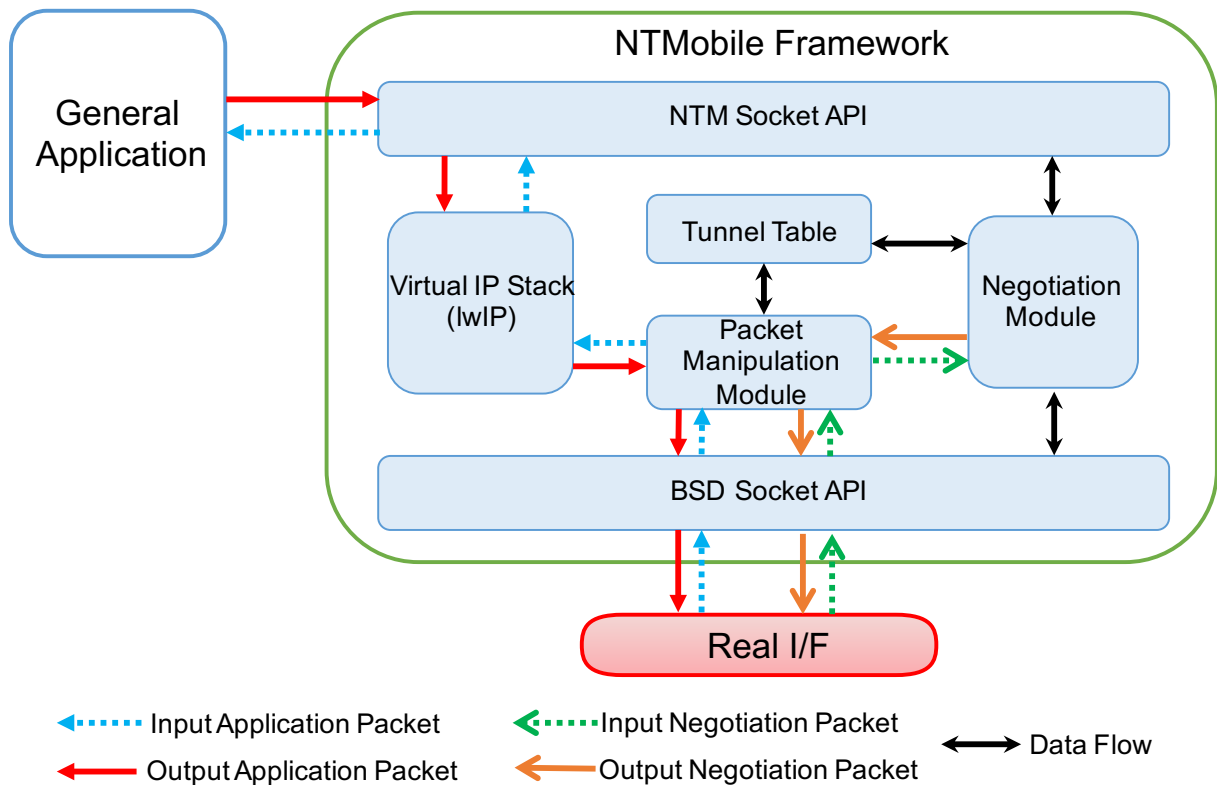 NTMobile Framework
General
Application
NTM Socket API
Tunnel Table
Virtual IP Stack
(lwIP)
Negotiation
Module
Packet
Manipulation
Module
BSD Socket API
Real I/F
Input Application Packet
Input Negotiation Packet
Data Flow
Output Application Packet
Output Negotiation Packet